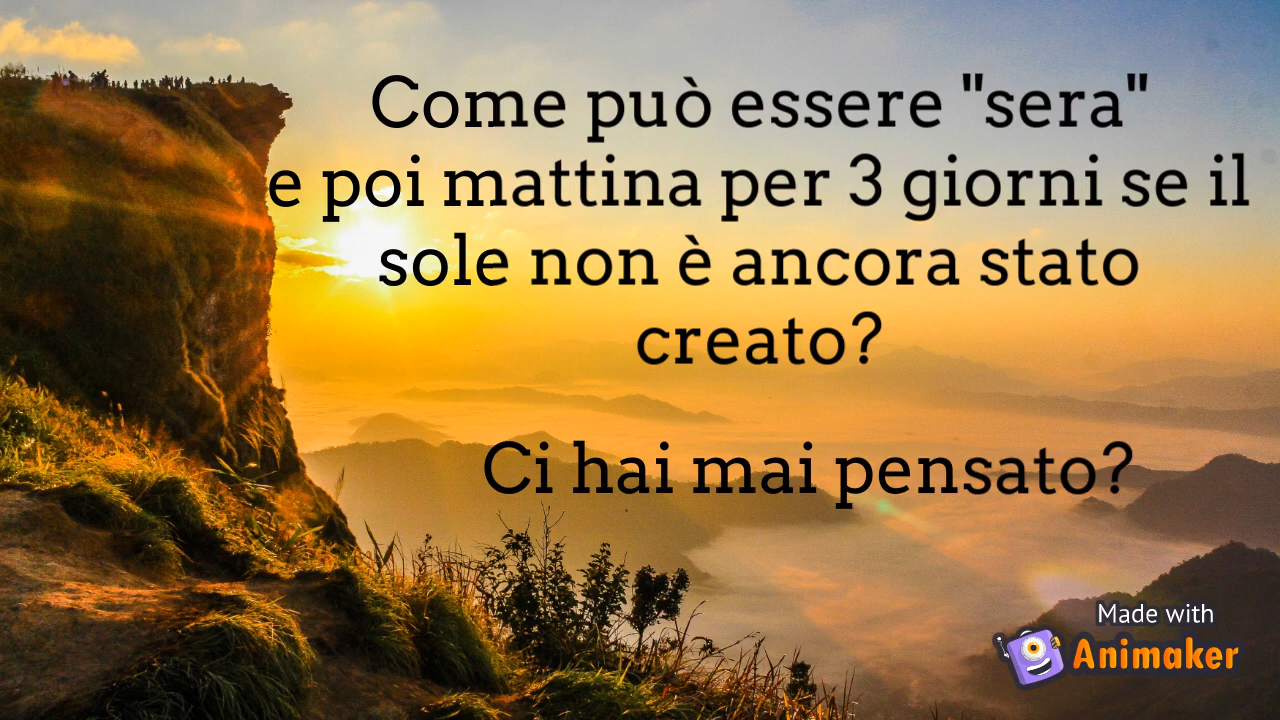 Come può essere "sera"
e poi mattina per 3 giorni se il
sole non è ancora stato
creato?
Ci hai mai pensato?
Made with
Animaker